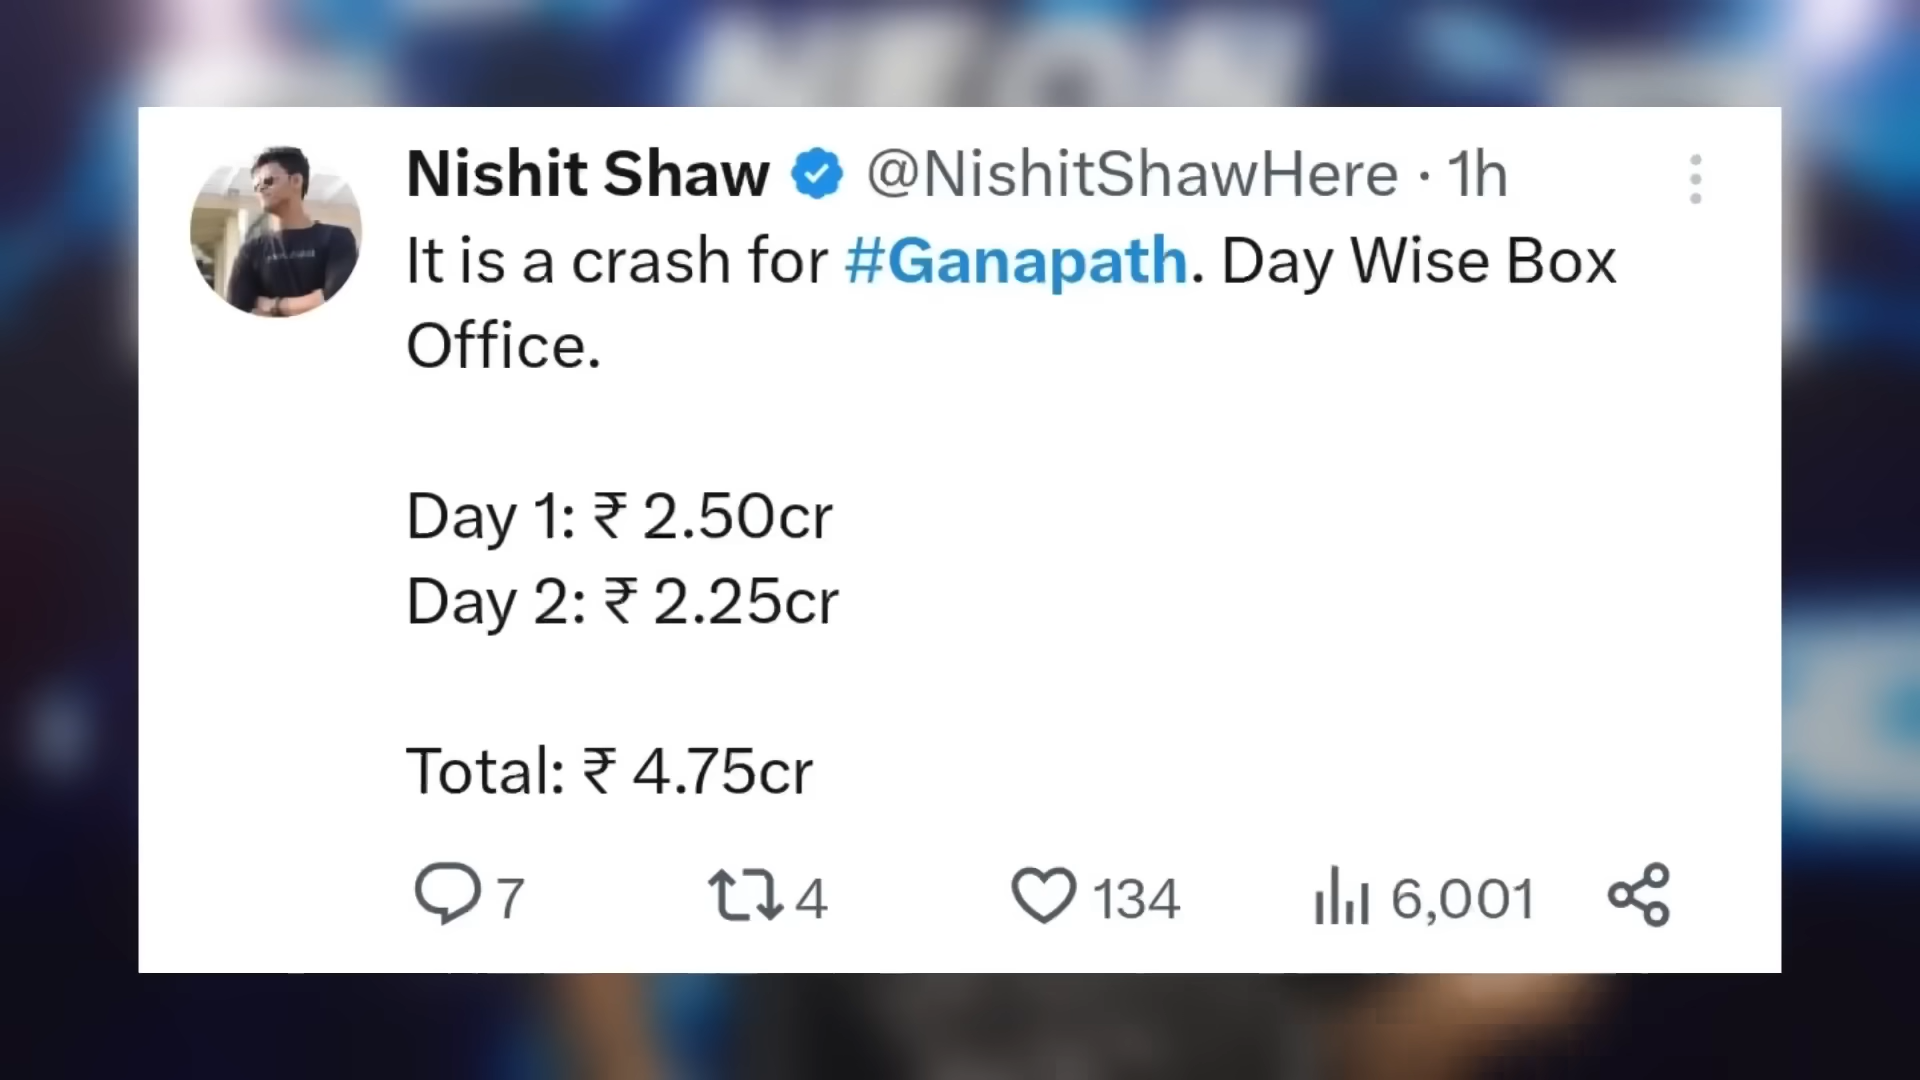 Nishit Shaw @NishitShawHere · 1h
It is a crash for #Ganapath. Day Wise Box
Office.
Day 1: ₹ 2.50cr
Day 2: ₹ 2.25cr
Total: ₹ 4.75cr
7 4 134 6,001